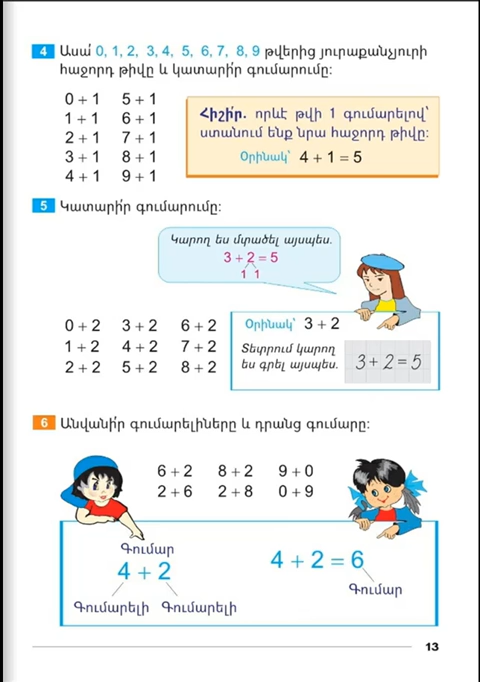 4 Ասա՛ 0, 1, 2, 3, 4, 5, 6, 7, 8, 9 թվերից յուրաքանչյուրի
հաջորդ թիվը և կատարի՛ր գումարումը։
0 + 1 5 + 1
1 + 1 6 + 1
2 + 1 7 + 1
3 + 1 8 + 1
4 + 1 9 + 1
Հիշի՛ր. որևէ թվի 1 գումարելով՝
ստանում ենք նրա հաջորդ թիվը։
Օրինակ՝ 4 + 1 = 5
5 Կատարի՛ր գումարումը։
Կարող ես մտածել այսպես.
3 + 2 = 5
1 1
0 + 2 3 + 2 6 + 2
1 + 2 4 + 2 7 + 2
2 + 2 5 + 2 8 + 2
Օրինակ՝ 3 + 2
Տետրում կարող
ես գրել այսպես.
3 + 2 = 5
6 Անվանի՛ր գումարելիները և դրանց գումարը։
6 + 2 8 + 2 9 + 0
2 + 6 2 + 8 0 + 9
Գումար
4 + 2
Գումարելի Գումարելի
4 + 2 = 6
Գումար
13